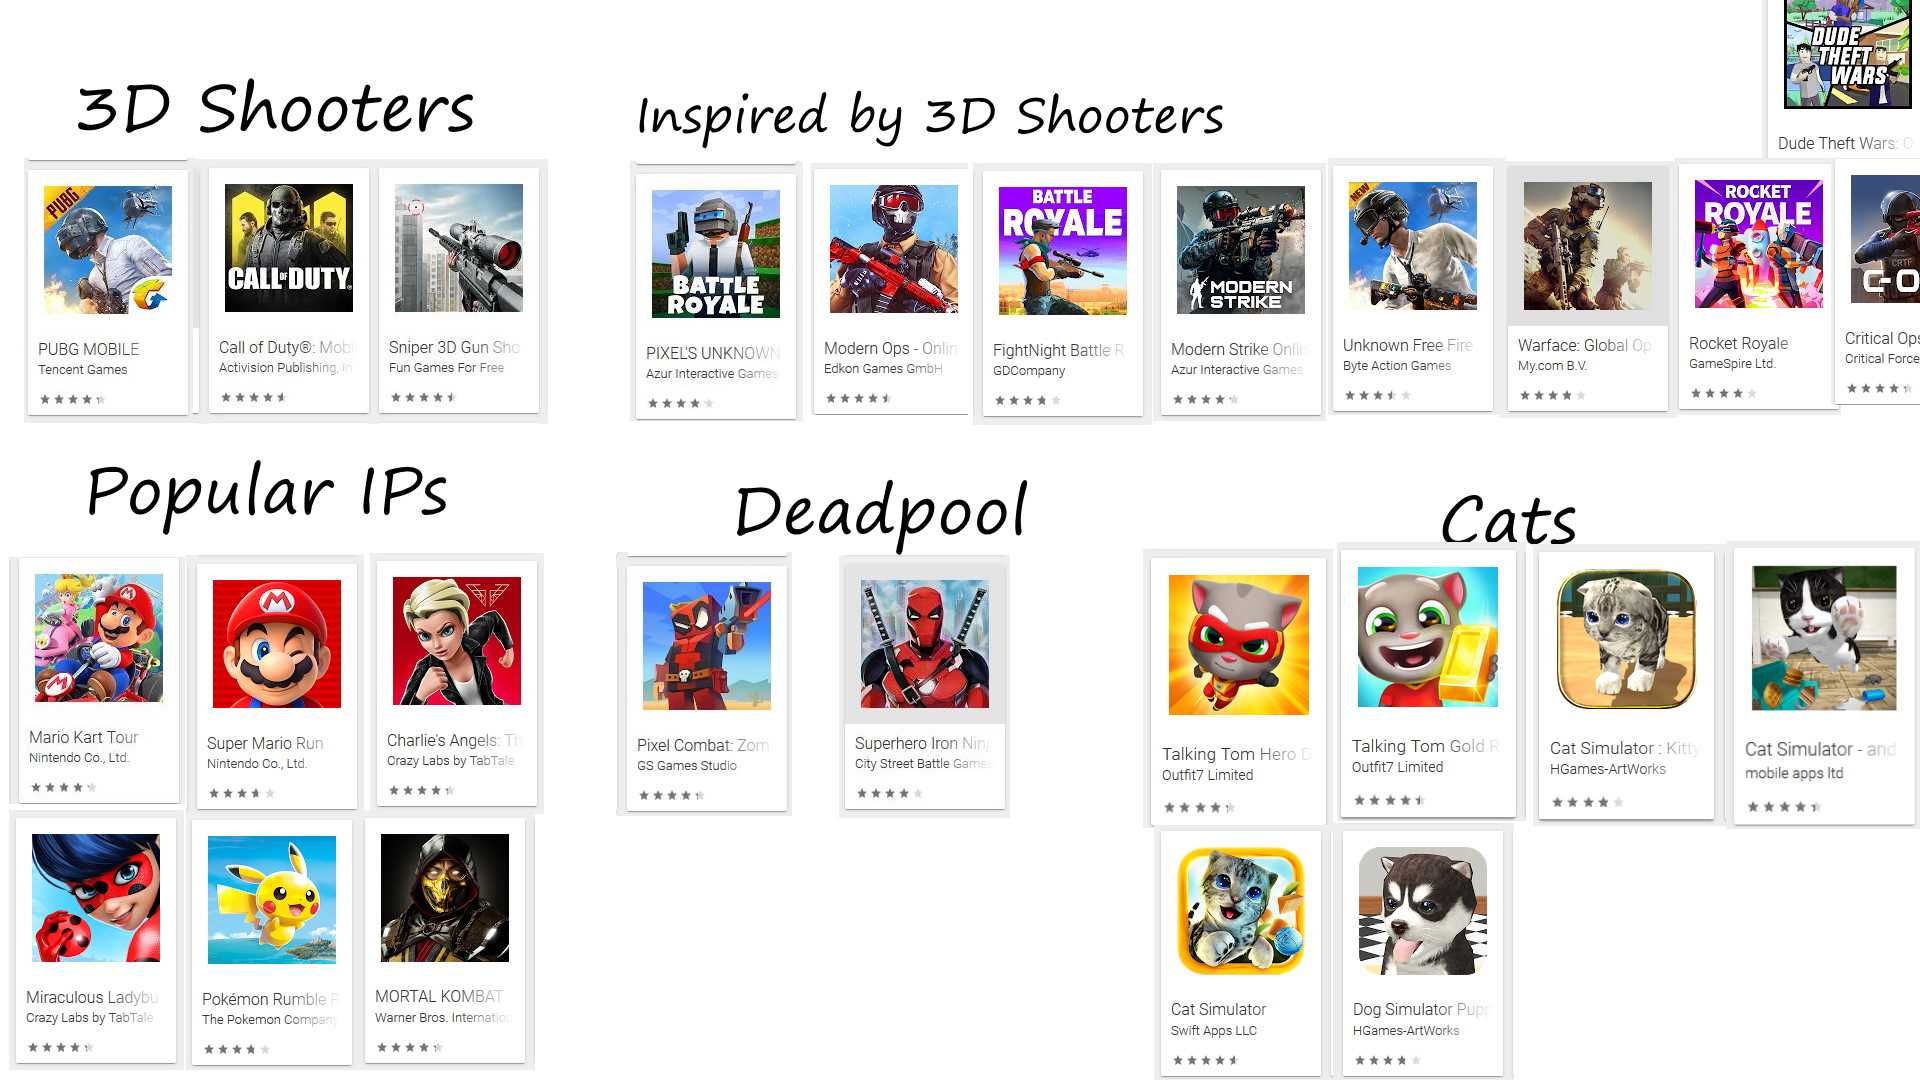 DUDE
THEFT
WARS
Dude Theft Wars: O
3D Shooters
Inspired by 3D Shooters
PUBG
CALL OF DUTY®
BATTLE
ROYALE
BATTLE
ROYALE
MODERN
STRIKE
NEW
ROCKET
ROYALE
CRTF
C-O
PUBG MOBILE
Tencent Games
Call of Duty®: Mobi
Activision Publishing, In
Sniper 3D Gun Sho
Fun Games For Free
PIXEL'S UNKNOWN
Azur Interactive Games
Modern Ops - Onlin
Edkon Games GmbH
FightNight Battle R
GDCompany
Modern Strike Onlin
Azur Interactive Games
Unknown Free Fire
Byte Action Games
Warface: Global Op
My.com B.V.
Rocket Royale
GameSpire Ltd.
Critical Ops
Critical Force
Popular IPs
Deadpool
Cats
Mario Kart Tour
Nintendo Co., Ltd.
Super Mario Run
Nintendo Co., Ltd.
Charlie's Angels: Th
Crazy Labs by TabTale
Pixel Combat: Zom
GS Games Studio
Superhero Iron Ninj
City Street Battle Games
Talking Tom Hero D
Outfit7 Limited
Talking Tom Gold R
Outfit7 Limited
Cat Simulator : Kitty
HGames-ArtWorks
Cat Simulator - and
mobile apps ltd
Miraculous Ladybu
Crazy Labs by TabTale
Pokémon Rumble R
The Pokemon Company
MORTAL KOMBAT
Warner Bros. Internatio
Cat Simulator
Swift Apps LLC
Dog Simulator Pupp
HGames-ArtWorks